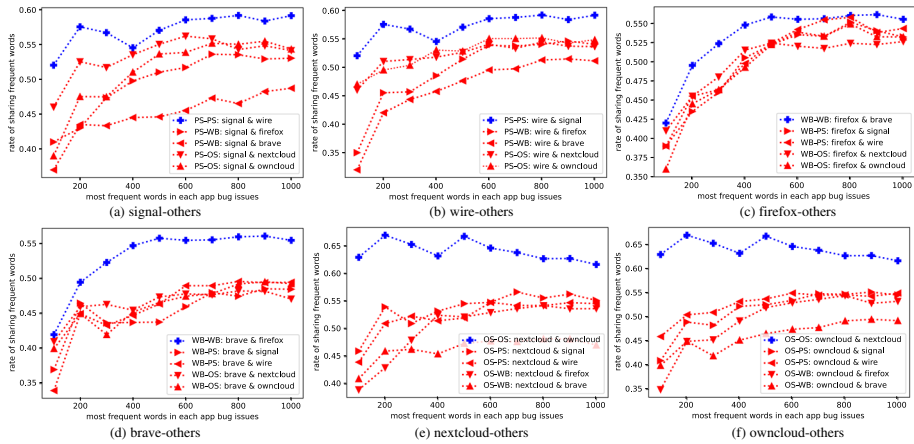 0.60
0.55
0.50
0.45
0.40
rate of sharing frequent words
PS-PS: signal & wire
PS-WB: signal & firefox
PS-WB: signal & brave
PS-OS: signal & nextcloud
PS-OS: signal & owncloud
200 400 600 800 1000
most frequent words in each app bug issues
(a) signal-others
0.60
0.55
0.50
0.45
0.40
0.35
rate of sharing frequent words
PS-PS: wire & signal
PS-WB: wire & firefox
PS-WB: wire & brave
PS-OS: wire & nextcloud
PS-OS: wire & owncloud
200 400 600 800 1000
most frequent words in each app bug issues
(b) wire-others
0.550
0.525
0.500
0.475
0.450
0.425
0.400
0.375
0.350
rate of sharing frequent words
WB-WB: firefox & brave
WB-PS: firefox & signal
WB-PS: firefox & wire
WB-OS: firefox & nextcloud
WB-OS: firefox & owncloud
200 400 600 800 1000
most frequent words in each app bug issues
(c) firefox-others
0.55
0.50
0.45
0.40
0.35
rate of sharing frequent words
WB-WB: brave & firefox
WB-PS: brave & signal
WB-PS: brave & wire
WB-OS: brave & nextcloud
WB-OS: brave & owncloud
200 400 600 800 1000
most frequent words in each app bug issues
(d) brave-others
0.65
0.60
0.55
0.50
0.45
0.40
rate of sharing frequent words
OS-OS: nextcloud & owncloud
OS-PS: nextcloud & signal
OS-PS: nextcloud & wire
OS-WB: nextcloud & firefox
OS-WB: nextcloud & brave
200 400 600 800 1000
most frequent words in each app bug issues
(e) nextcloud-others
0.65
0.60
0.55
0.50
0.45
0.40
0.35
rate of sharing frequent words
OS-OS: owncloud & nextcloud
OS-PS: owncloud & signal
OS-PS: owncloud & wire
OS-WB: owncloud & firefox
OS-WB: owncloud & brave
200 400 600 800 1000
most frequent words in each app bug issues
(f) owncloud-others